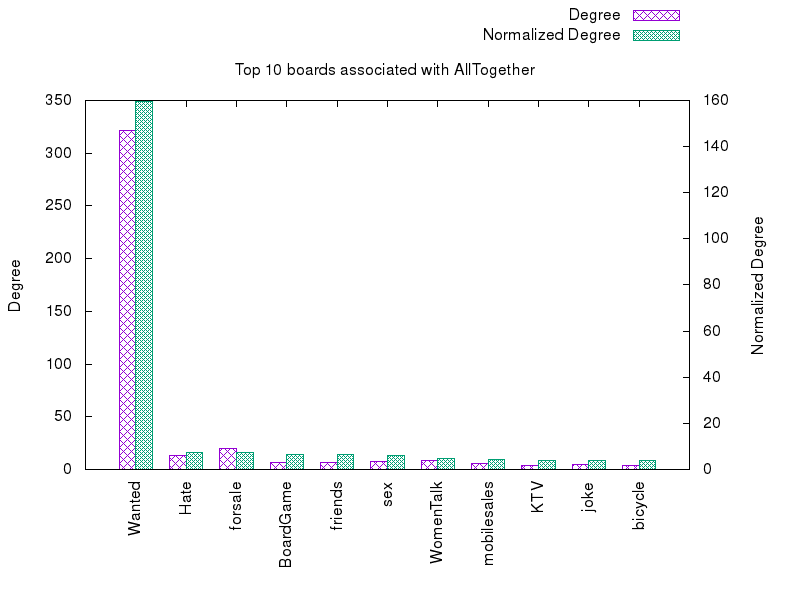 Degree
Normalized Degree
Top 10 boards associated with AllTogether
350
300
250
200
150
100
50
0
160
140
120
100
80
60
40
20
0
Degree
Normalized Degree
Wanted
Hate
forsale
BoardGame
friends
sex
WomenTalk
mobilesales
KTV
joke
bicycle